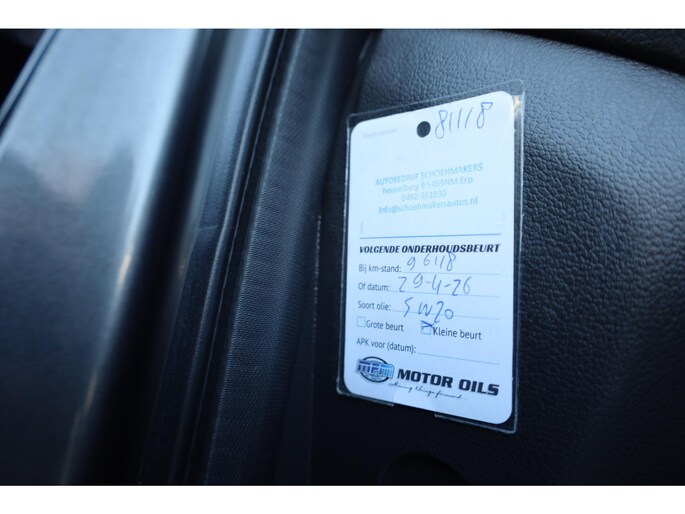 81118
AUTOBEDRIJF SCHOENMAKERS
info@schoenmakersautos.nl
VOLGENDE ONDERHOUDSBEURT
Bij km-stand: 96118
Of datum: 29-4-26
Soort olie: 5W20
Grote beurt Kleine beurt
APK voor (datum):
MPM MOTOR OILS